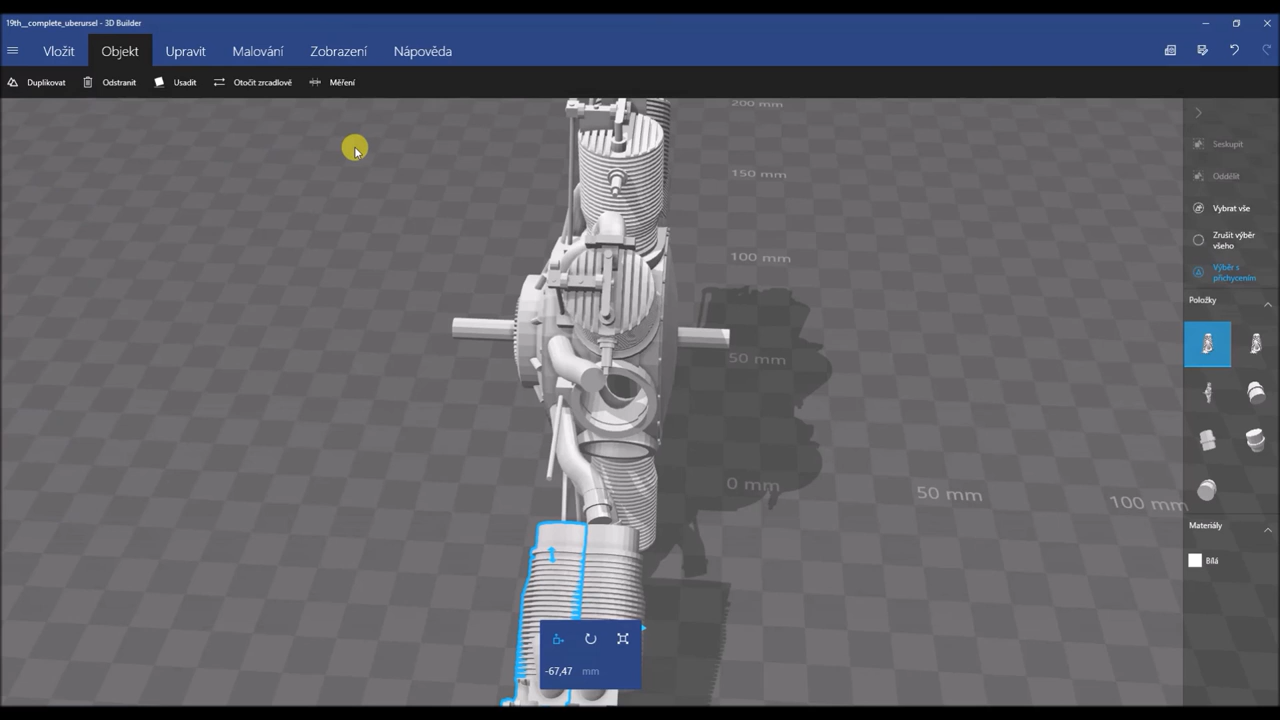 19th__complete_uberursel - 3D Builder
Vložit Objekt Upravit Malování Zobrazení Nápověda
Duplikovat Odstranit Usadit Otočit zrcadlově Měření
200 mm
150 mm
100 mm
50 mm
0 mm
50 mm
100 mm
Seskupit
Oddělit
Vybrat vše
Zrušit výběr
všeho
Výběr s
přichycením
Položky
Materiály
Bílá
-67,47 mm